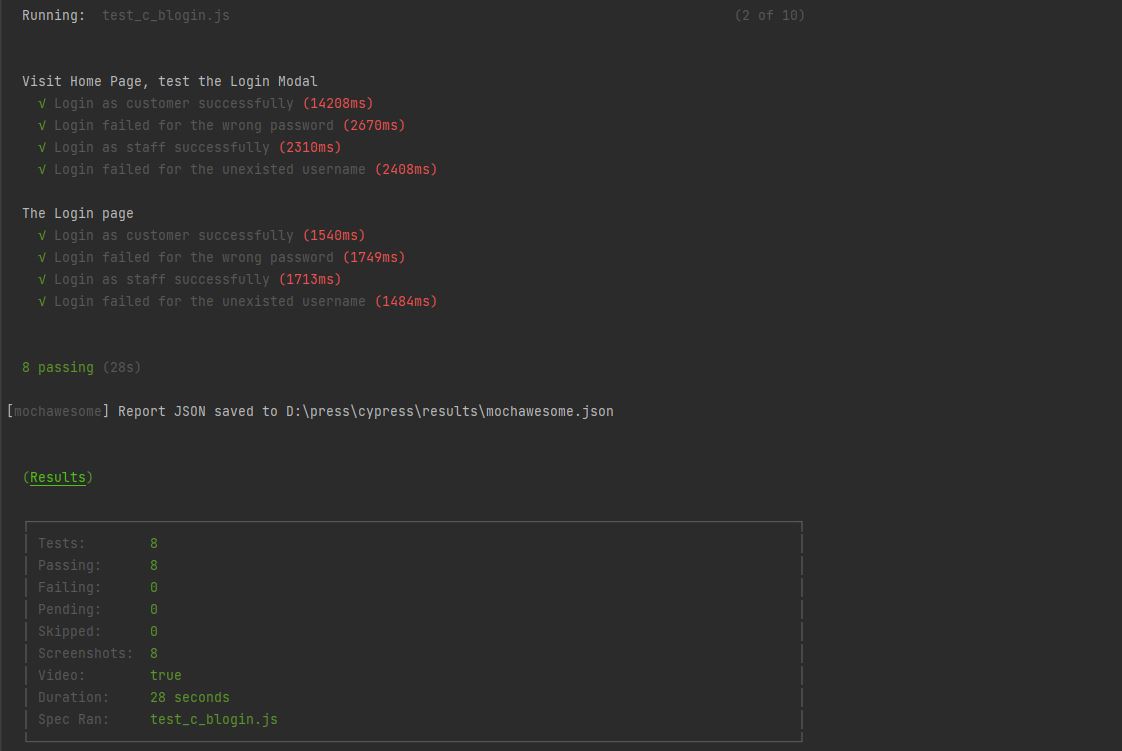 Running: test_c_blogin.js (2 of 10)
Visit Home Page, test the Login Modal
√ Login as customer successfully (14208ms)
√ Login failed for the wrong password (2670ms)
√ Login as staff successfully (2310ms)
√ Login failed for the unexisted username (2408ms)
The Login page
√ Login as customer successfully (1540ms)
√ Login failed for the wrong password (1749ms)
√ Login as staff successfully (1713ms)
√ Login failed for the unexisted username (1484ms)
8 passing (28s)
[mochawesome] Report JSON saved to D:\press\cypress\results\mochawesome.json
(Results)
Tests: 8
Passing: 8
Failing: 0
Pending: 0
Skipped: 0
Screenshots: 8
Video: true
Duration: 28 seconds
Spec Ran: test_c_blogin.js